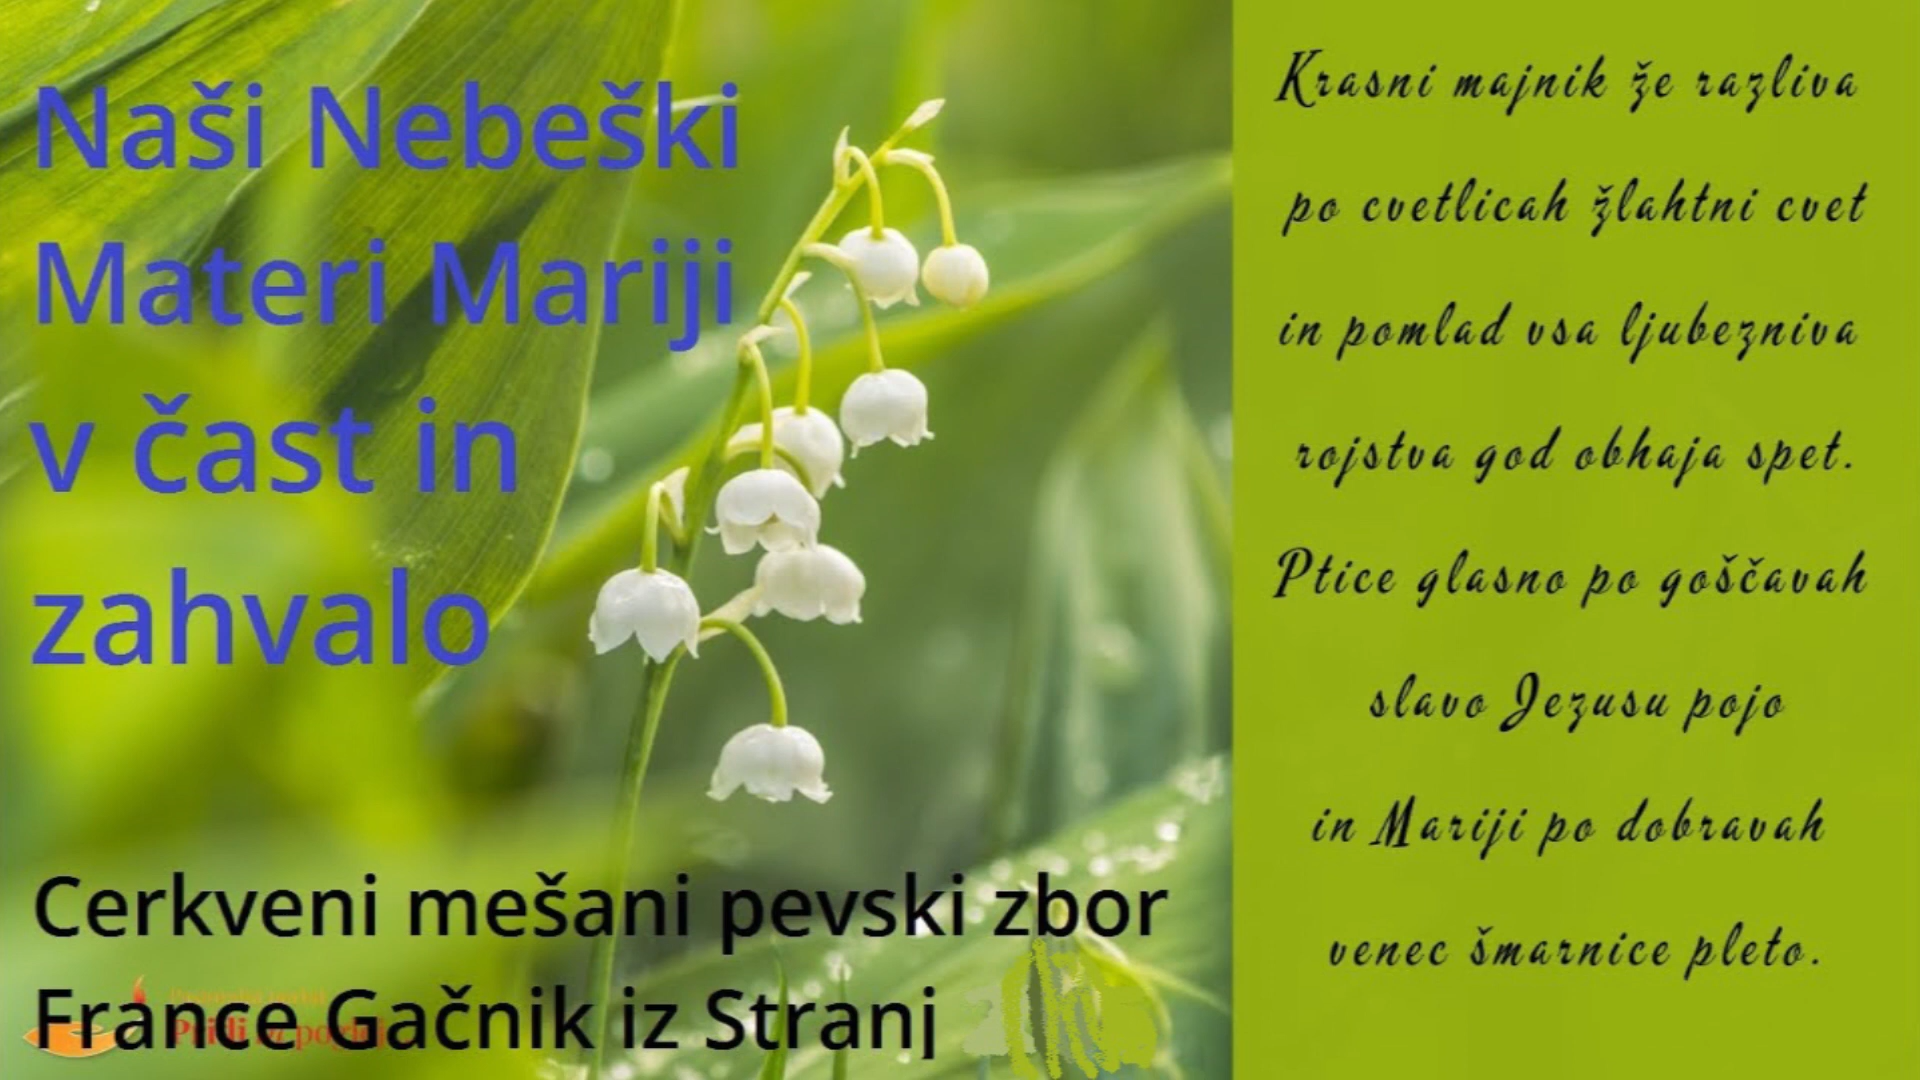 Naši Nebeški
Materi Mariji
v čast in
zahvalo
Cerkveni mešani pevski zbor
France Gačnik iz Stranj
Krasni majnik že razliva
po cvetlicah žlahtni cvet
in pomlad vsa ljubezniva
rojstva god obhaja spet.
Ptice glasno po goščavah
slavo Jezusu pojo
in Mariji po dobravah
venec šmarnice pleto.